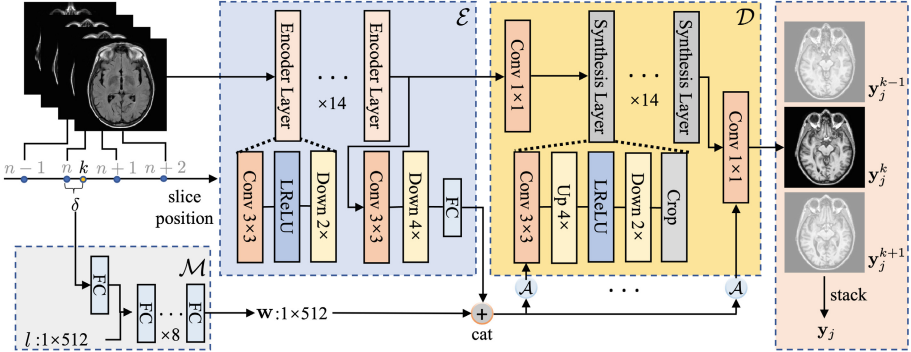 ℰ
Encoder Layer
· · ·
×14
Encoder Layer
Conv 3×3
LReLU
Down 2×
Conv 3×3
Down 4×
FC
𝒟
Conv 1×1
Synthesis Layer
· · ·
×14
Synthesis Layer
Conv 1×1
Conv 3×3
Up 4×
LReLU
Down 2×
Crop
𝒜
· · ·
𝒜
n − 1
n
k
n + 1
n + 2
δ
slice
position
ℳ
FC
FC
· · ·
×8
FC
l :1×512
w:1×512
+
cat
y_j^{k−1}
y_j^{k}
y_j^{k+1}
stack
y_j